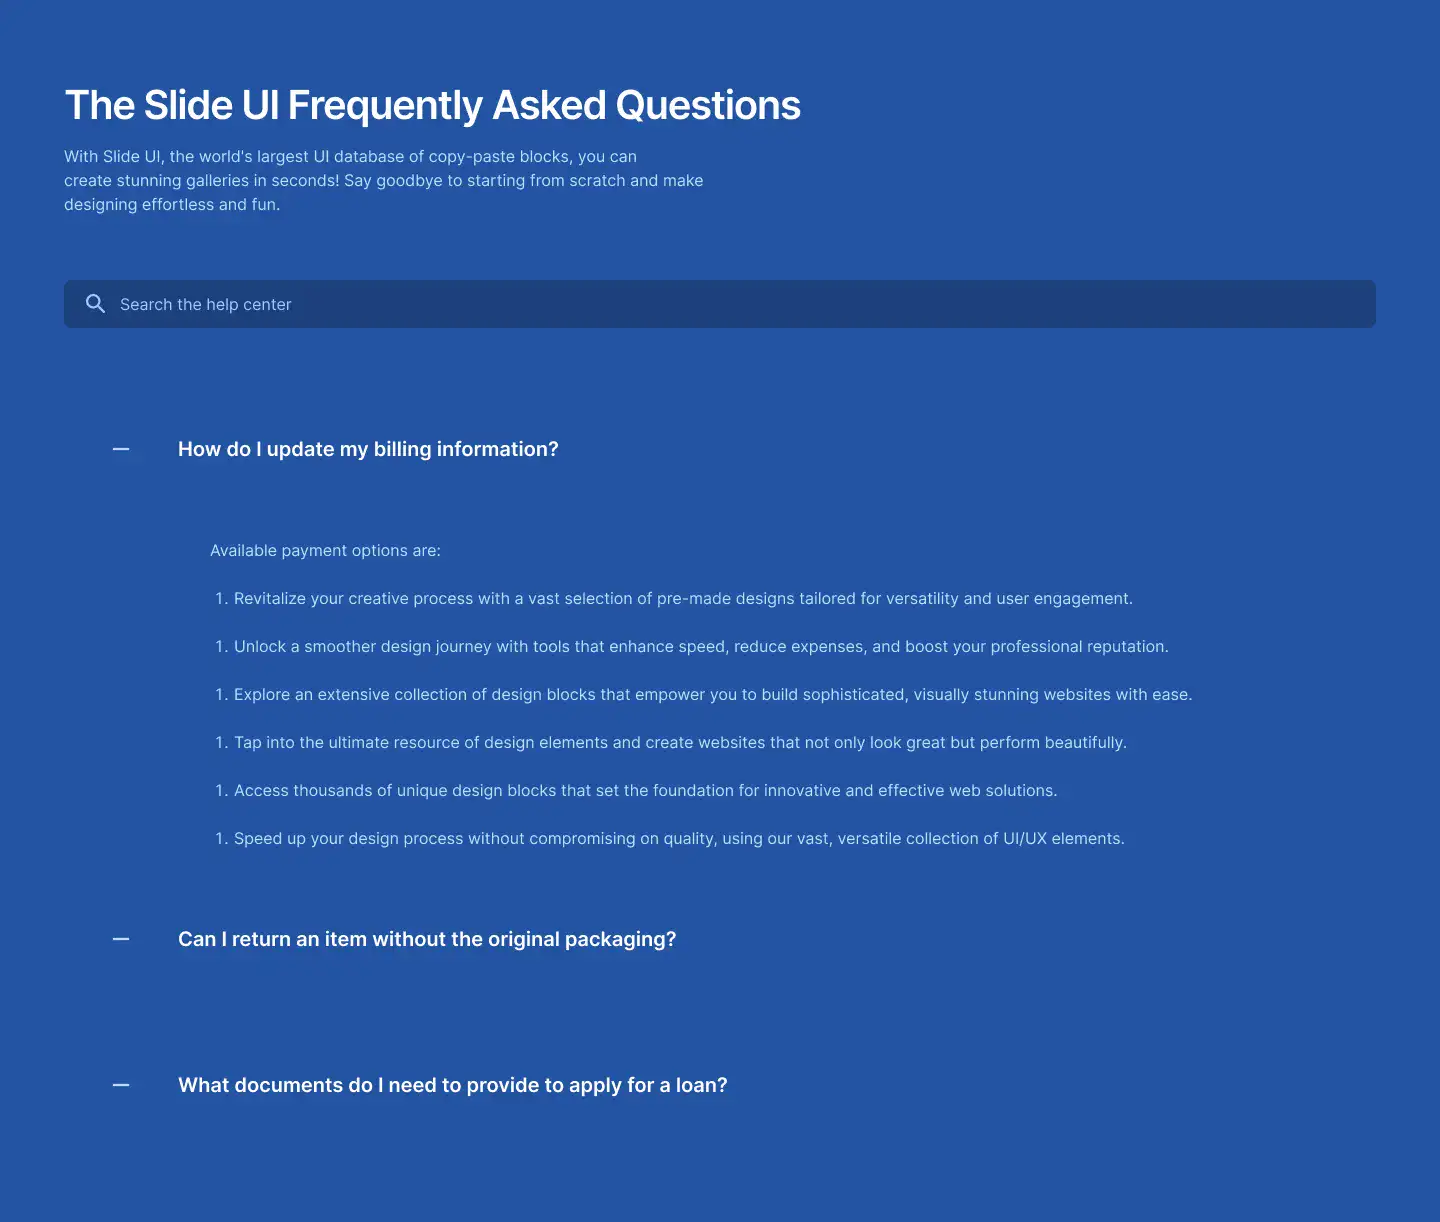 The Slide UI Frequently Asked Questions
With Slide UI, the world's largest UI database of copy-paste blocks, you can
create stunning galleries in seconds! Say goodbye to starting from scratch and make
designing effortless and fun.
Search the help center
How do I update my billing information?
Available payment options are:
1. Revitalize your creative process with a vast selection of pre-made designs tailored for versatility and user engagement.
1. Unlock a smoother design journey with tools that enhance speed, reduce expenses, and boost your professional reputation.
1. Explore an extensive collection of design blocks that empower you to build sophisticated, visually stunning websites with ease.
1. Tap into the ultimate resource of design elements and create websites that not only look great but perform beautifully.
1. Access thousands of unique design blocks that set the foundation for innovative and effective web solutions.
1. Speed up your design process without compromising on quality, using our vast, versatile collection of UI/UX elements.
Can I return an item without the original packaging?
What documents do I need to provide to apply for a loan?